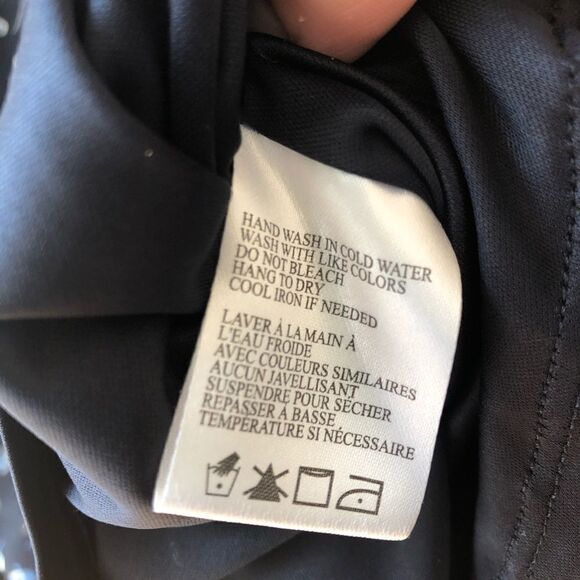 HAND WASH IN COLD WATER
WASH WITH LIKE COLORS
DO NOT BLEACH
HANG TO DRY
COOL IRON IF NEEDED
LAVER À LA MAIN À
L'EAU FROIDE
AVEC COULEURS SIMILAIRES
AUCUN JAVELLISANT
SUSPENDRE POUR SÉCHER
REPASSER À BASSE
TEMPÉRATURE SI NÉCESSAIRE